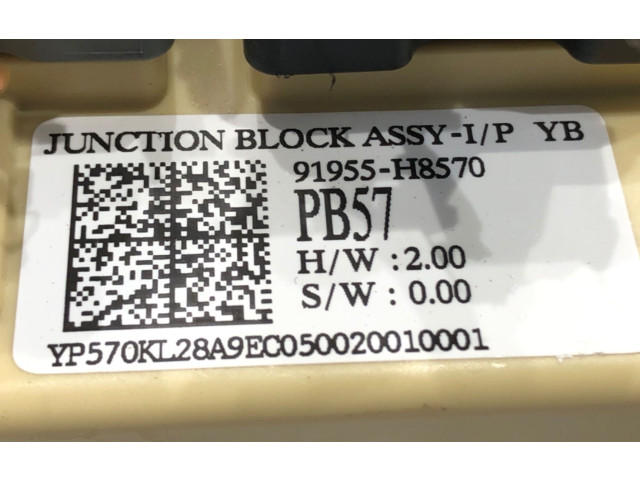 JUNCTION BLOCK ASSY-I/P YB
91955-H8570
PB57
H/W : 2.00
S/W : 0.00
YP570KL28A9EC050020010001